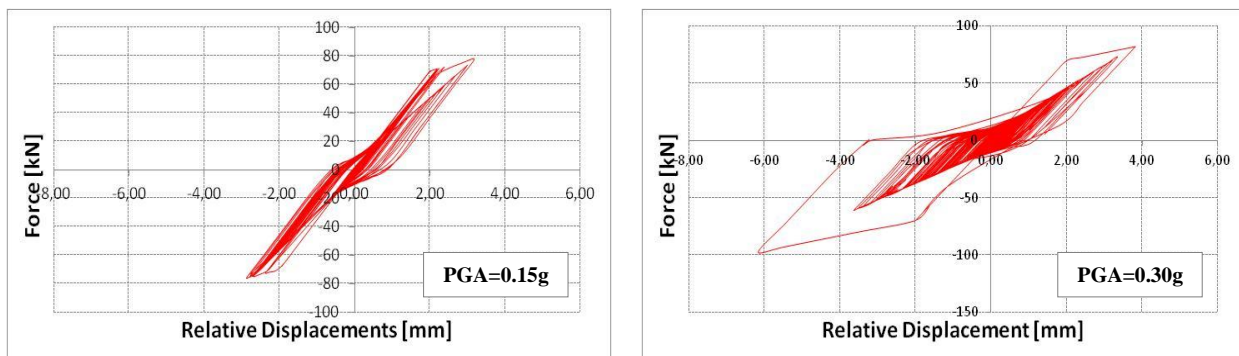 100
80
60
40
20
0
-20
-40
-60
-80
-100
-8,00 -6,00 -4,00 -2,00 0,00 2,00 4,00 6,00
Force [kN]
Relative Displacements [mm]
PGA=0.15g
100
50
0
-50
-100
-150
-8,00 -6,00 -4,00 -2,00 0,00 2,00 4,00 6,00
Force [kN]
Relative Displacement [mm]
PGA=0.30g